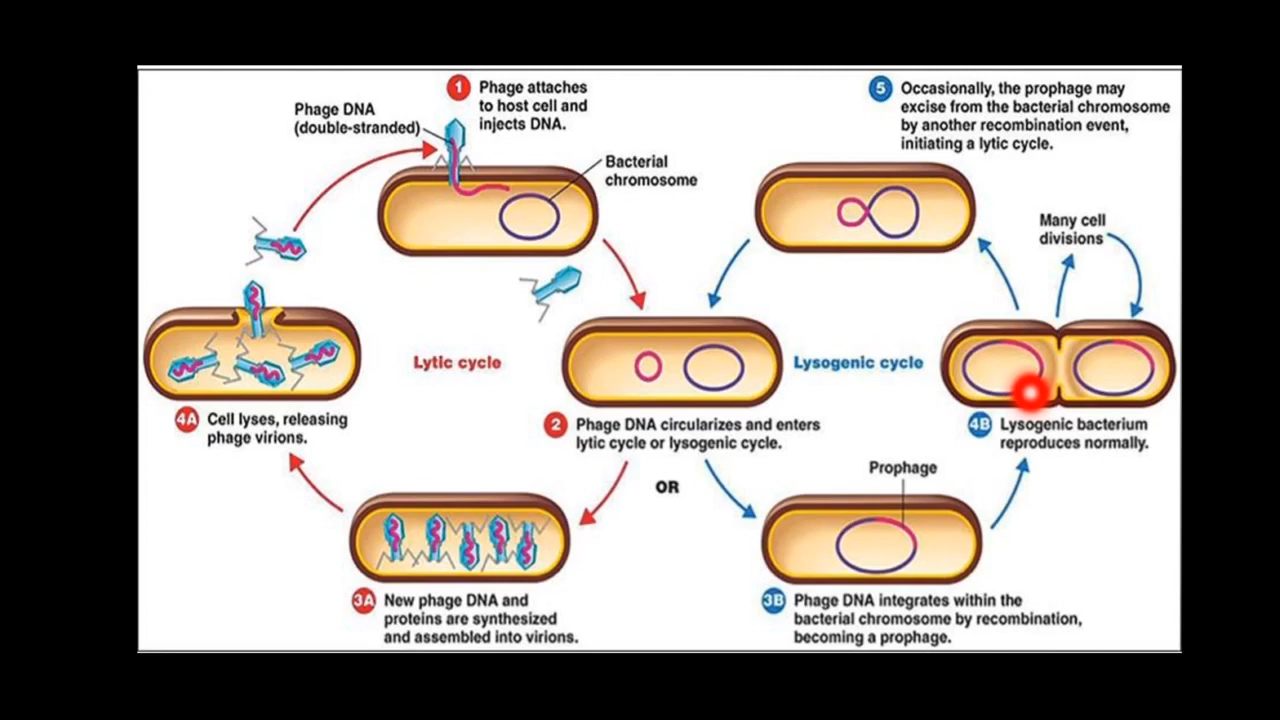 1 Phage attaches
to host cell and
injects DNA.
Phage DNA
(double-stranded)
Bacterial
chromosome
5 Occasionally, the prophage may
excise from the bacterial chromosome
by another recombination event,
initiating a lytic cycle.
Many cell
divisions
Lytic cycle
Lysogenic cycle
4A Cell lyses, releasing
phage virions.
2 Phage DNA circularizes and enters
lytic cycle or lysogenic cycle.
4B Lysogenic bacterium
reproduces normally.
OR
Prophage
3A New phage DNA and
proteins are synthesized
and assembled into virions.
3B Phage DNA integrates within the
bacterial chromosome by recombination,
becoming a prophage.